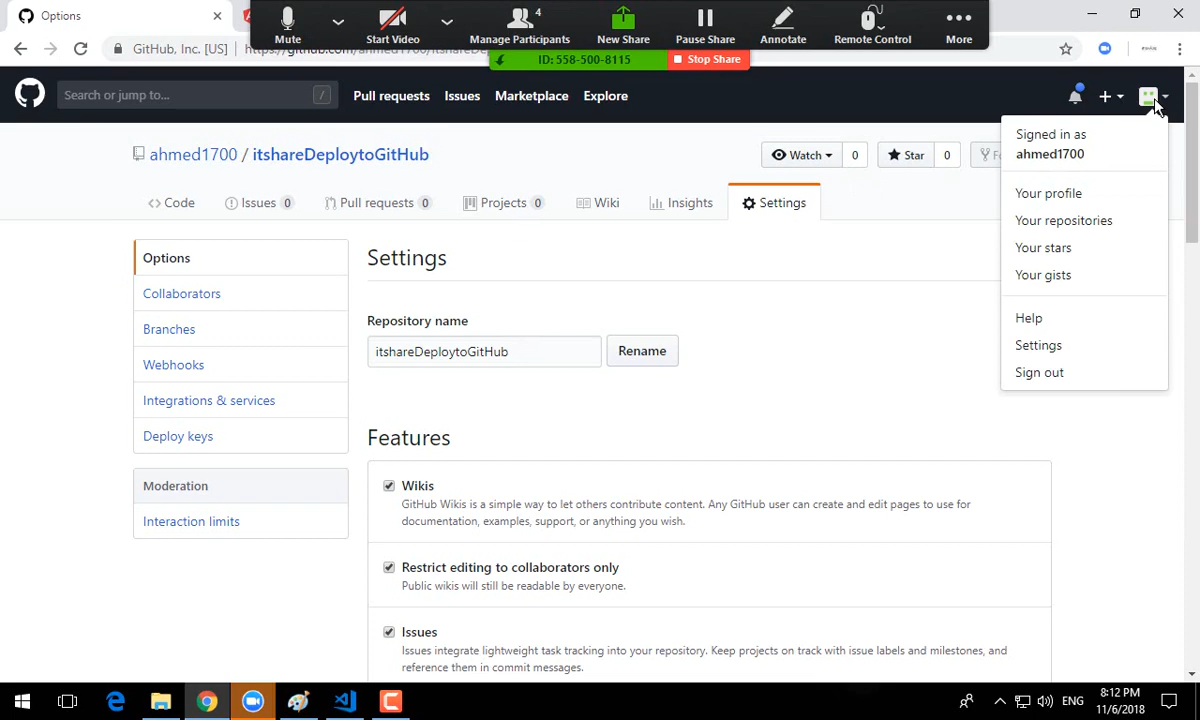 Options
Mute
Start Video
4
Manage Participants
New Share
Pause Share
Annotate
Remote Control
More
GitHub, Inc. [US]
ID: 558-500-8115
Stop Share
Search or jump to...
/
Pull requests
Issues
Marketplace
Explore
Signed in as
ahmed1700
ahmed1700 / itshareDeploytoGitHub
Watch
0
Star
0
Your profile
Your repositories
Your stars
Your gists
Help
Settings
Sign out
Code
Issues 0
Pull requests 0
Projects 0
Wiki
Insights
Settings
Options
Collaborators
Branches
Webhooks
Integrations & services
Deploy keys
Moderation
Interaction limits
Settings
Repository name
itshareDeploytoGitHub
Rename
Features
Wikis
GitHub Wikis is a simple way to let others contribute content. Any GitHub user can create and edit pages to use for
documentation, examples, support, or anything you wish.
Restrict editing to collaborators only
Public wikis will still be readable by everyone.
Issues
Issues integrate lightweight task tracking into your repository. Keep projects on track with issue labels and milestones, and
reference them in commit messages.
ENG
8:12 PM
11/6/2018